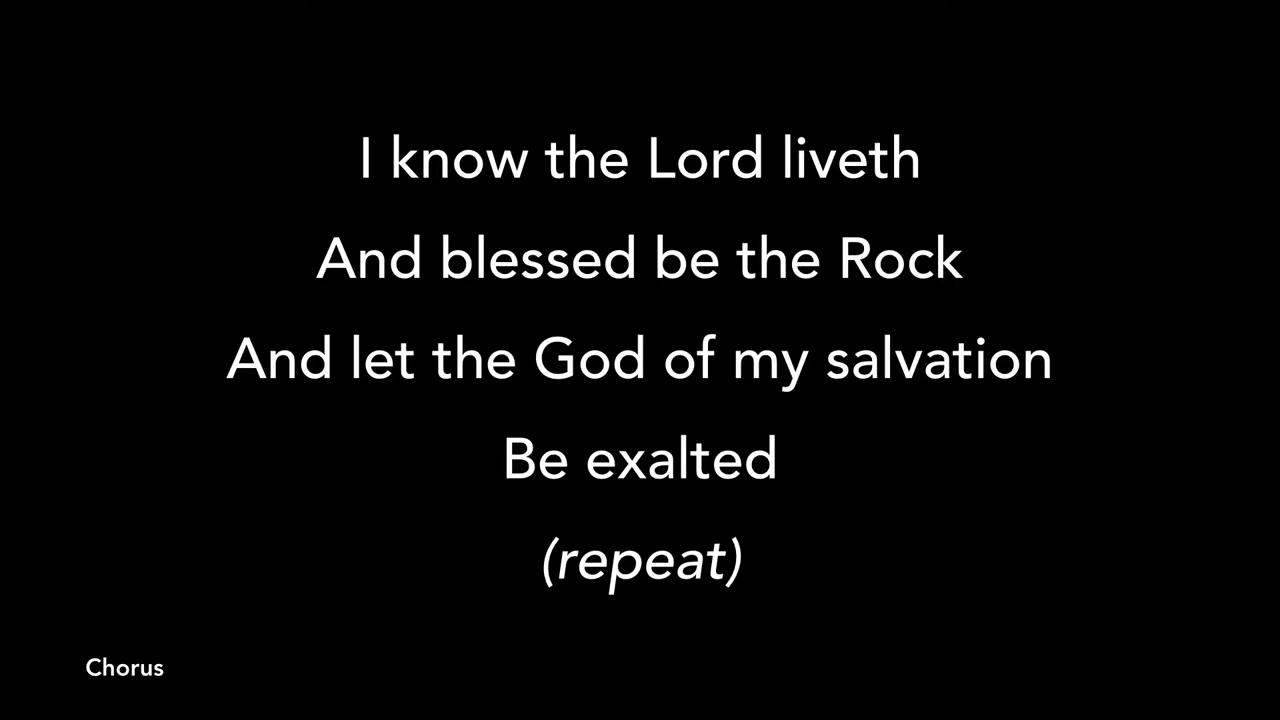 I know the Lord liveth
And blessed be the Rock
And let the God of my salvation
Be exalted
(repeat)
Chorus